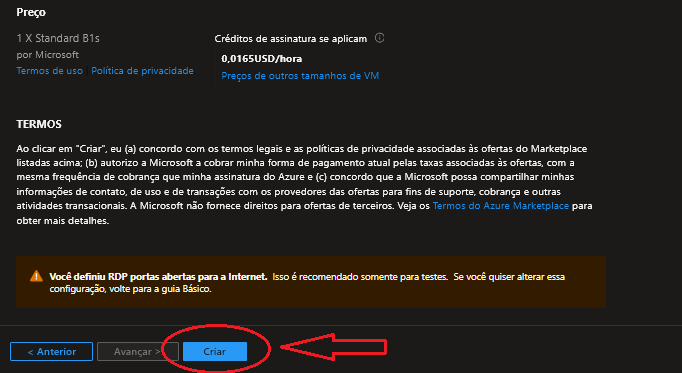 Preço
1 X Standard B1s
por Microsoft
Termos de uso | Política de privacidade
Créditos de assinatura se aplicam
0,0165USD/hora
Preços de outros tamanhos de VM
TERMOS
Ao clicar em "Criar", eu (a) concordo com os termos legais e as políticas de privacidade associadas às ofertas do Marketplace
listadas acima; (b) autorizo a Microsoft a cobrar minha forma de pagamento atual pelas taxas associadas às ofertas, com a
mesma frequência de cobrança que minha assinatura do Azure e (c) concordo que a Microsoft possa compartilhar minhas
informações de contato, de uso e de transações com os provedores das ofertas para fins de suporte, cobrança e outras
atividades transacionais. A Microsoft não fornece direitos para ofertas de terceiros. Veja os Termos do Azure Marketplace para
obter mais detalhes.
Você definiu RDP portas abertas para a Internet. Isso é recomendado somente para testes. Se você quiser alterar essa
configuração, volte para a guia Básico.
< Anterior
Avançar >
Criar